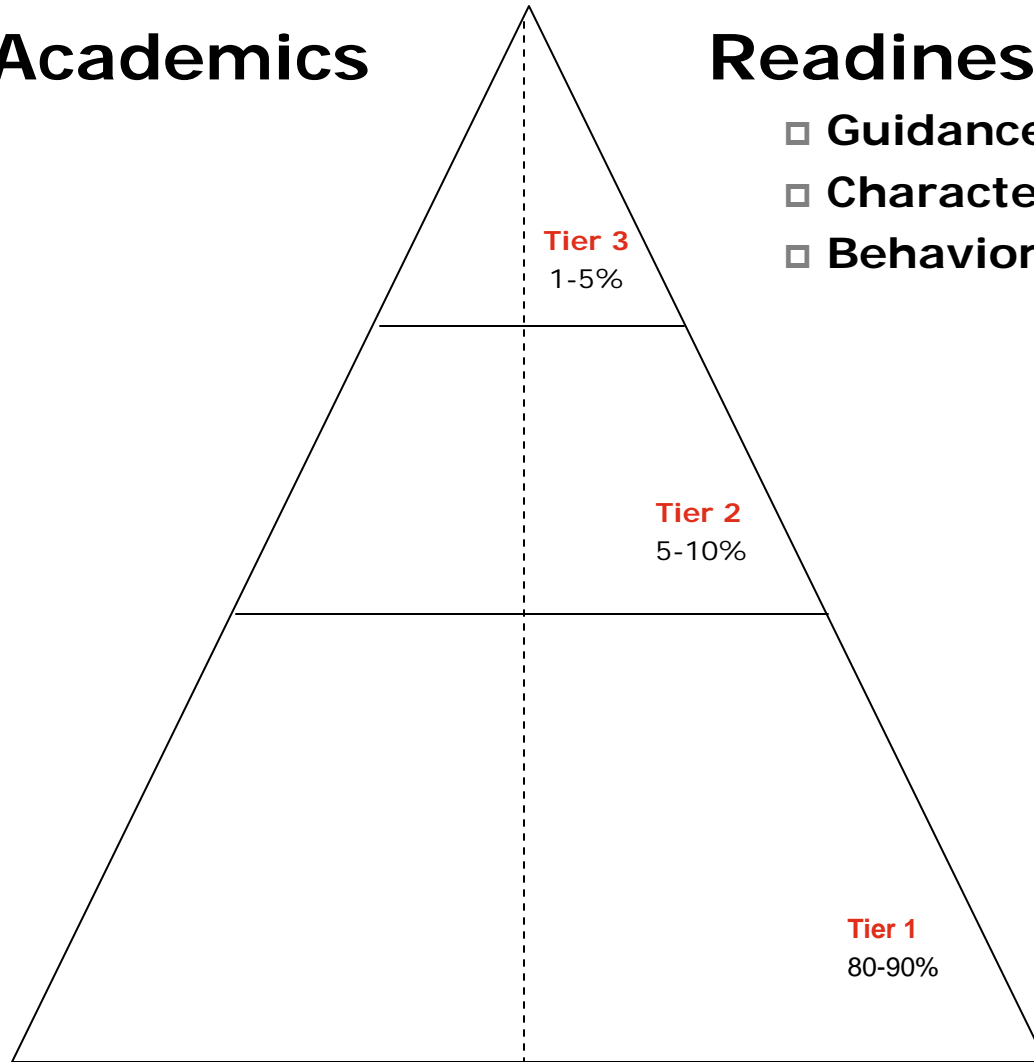 Academics
Readines
Guidance
Characte
Behavior
Tier 3
1-5%
Tier 2
5-10%
Tier 1
80-90%